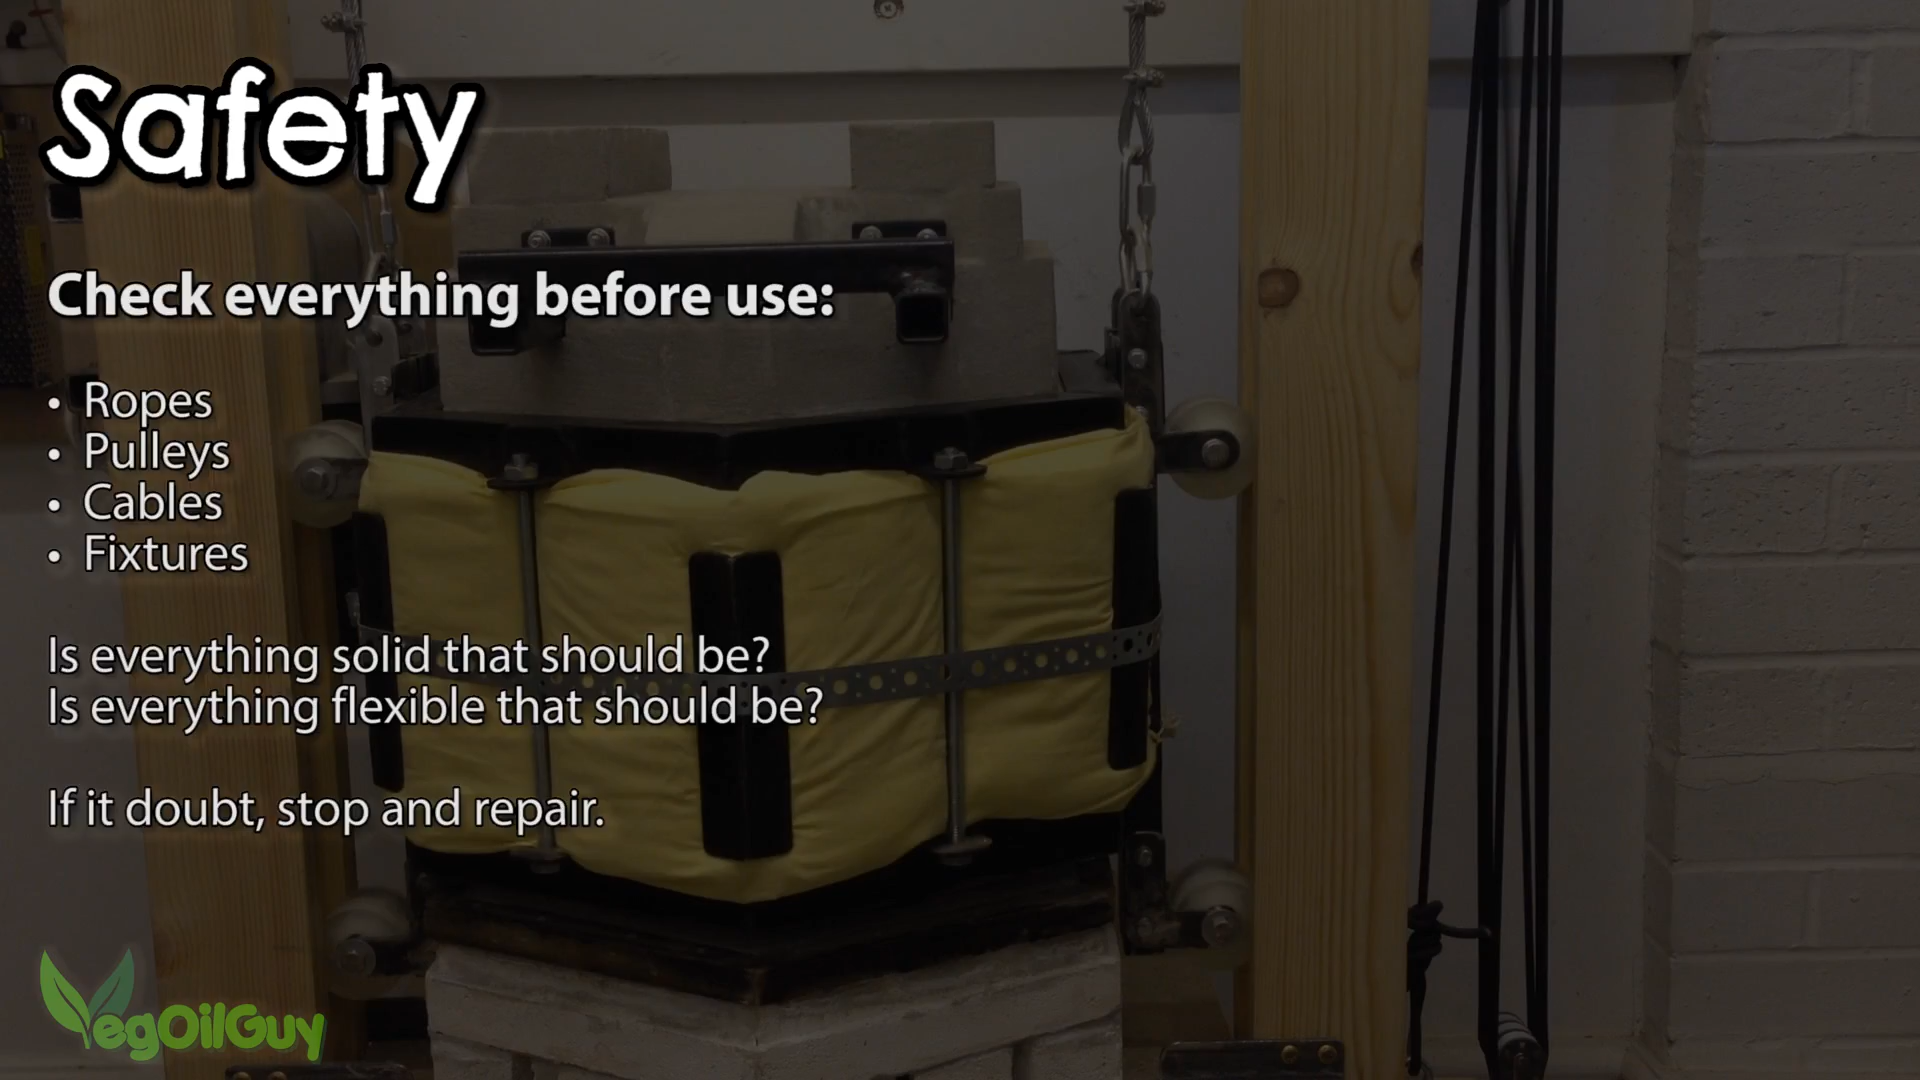 Safety
Check everything before use:
• Ropes
• Pulleys
• Cables
• Fixtures
Is everything solid that should be?
Is everything flexible that should be?
If it doubt, stop and repair.
VegOilGuy